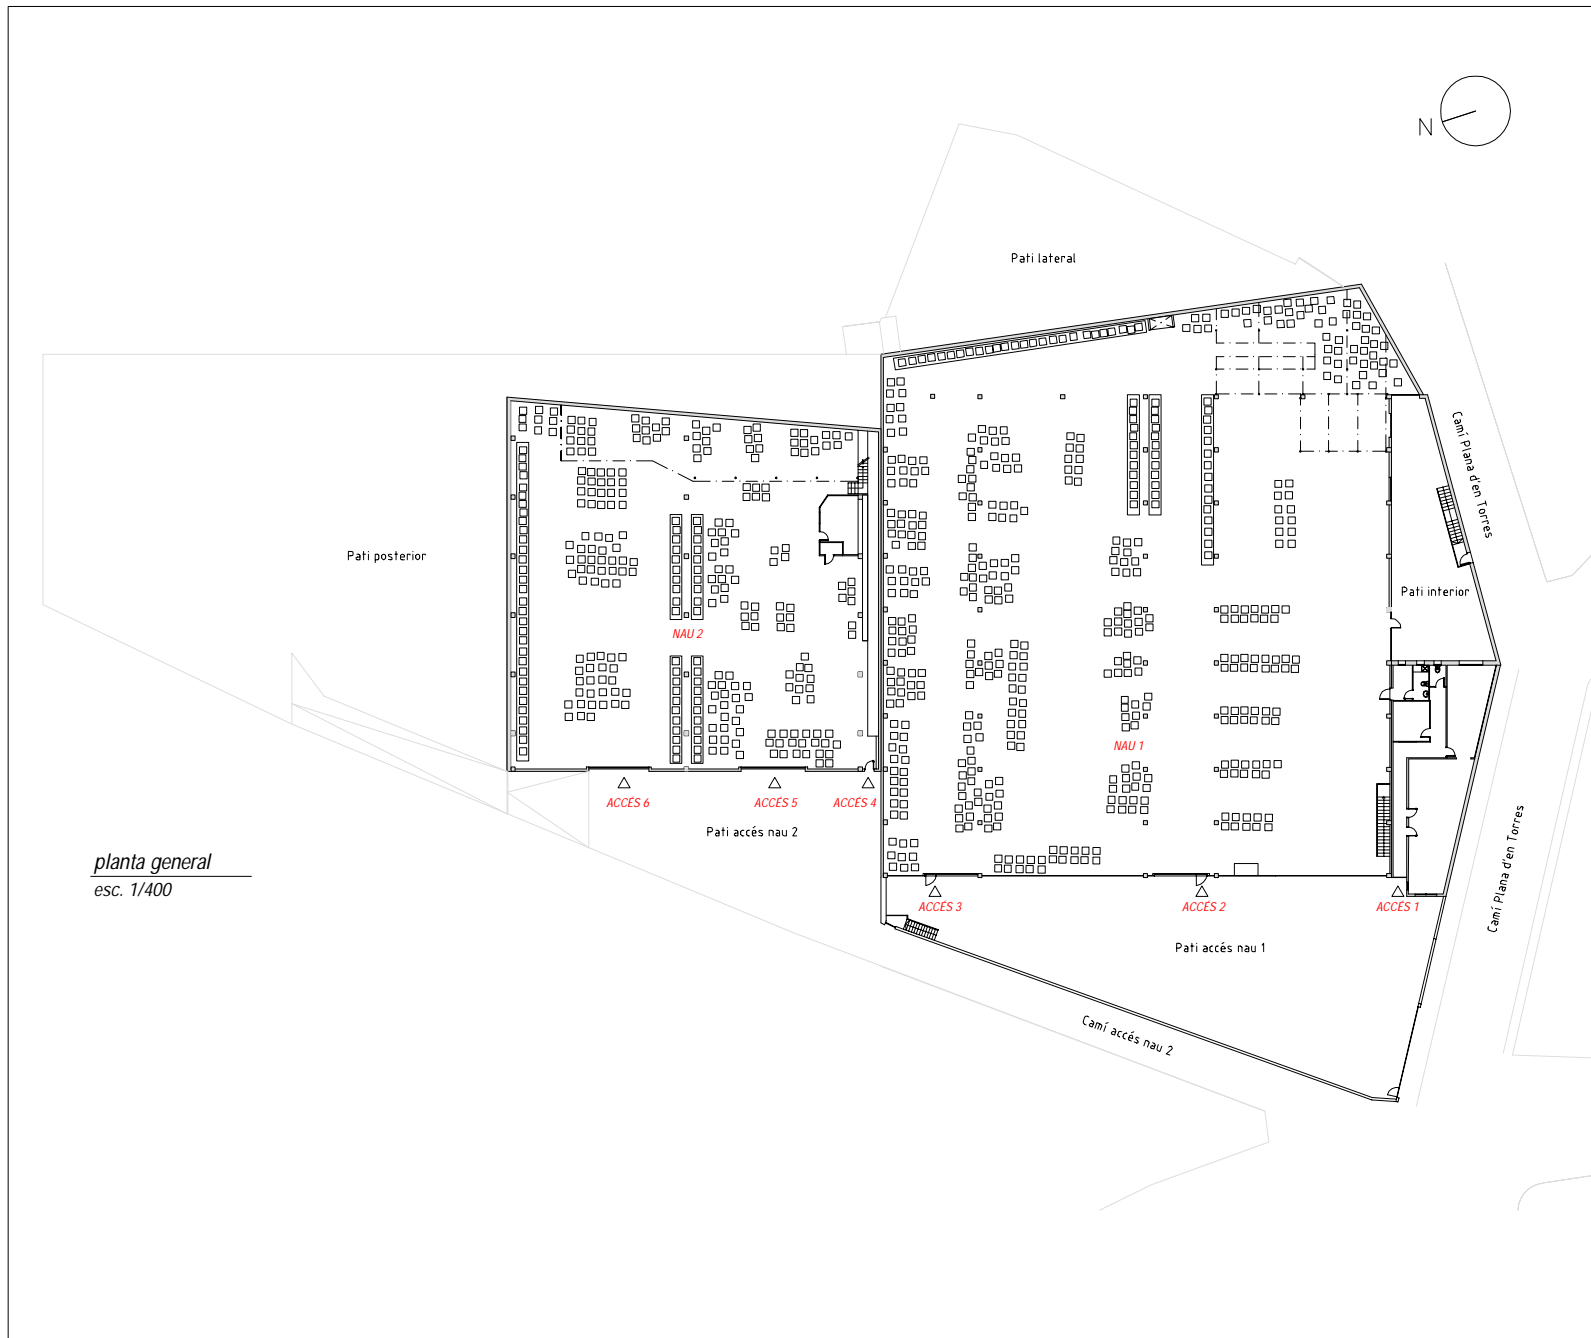 N
Pati lateral
Camí Plana d'en Torres
Pati posterior
Pati interior
NAU 2
NAU 1
ACCÉS 6
ACCÉS 5
ACCÉS 4
Pati accés nau 2
Camí Plana d'en Torres
planta general
esc. 1/400
ACCÉS 3
ACCÉS 2
ACCÉS 1
Pati accés nau 1
Camí accés nau 2